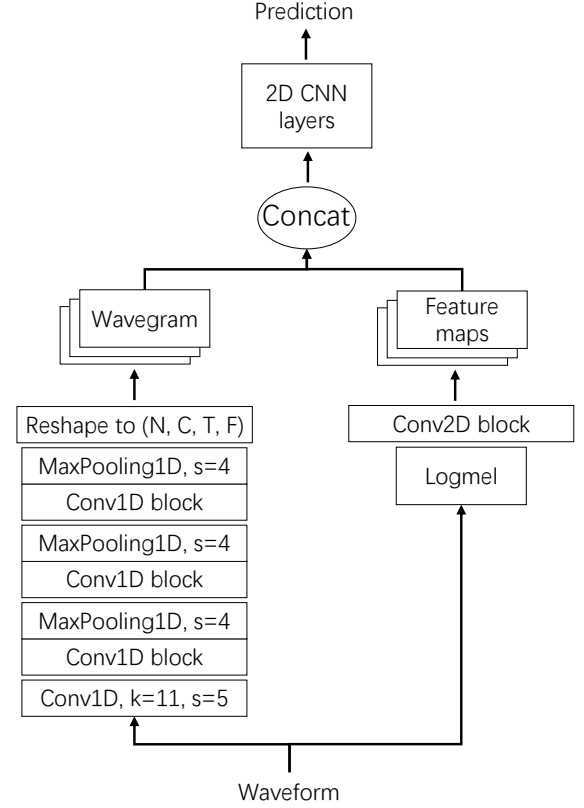 Prediction
2D CNN
layers
Concat
Wavegram
Feature
maps
Reshape to (N, C, T, F)
Conv2D block
MaxPooling1D, s=4
Logmel
Conv1D block
MaxPooling1D, s=4
Conv1D block
MaxPooling1D, s=4
Conv1D block
Conv1D, k=11, s=5
Waveform